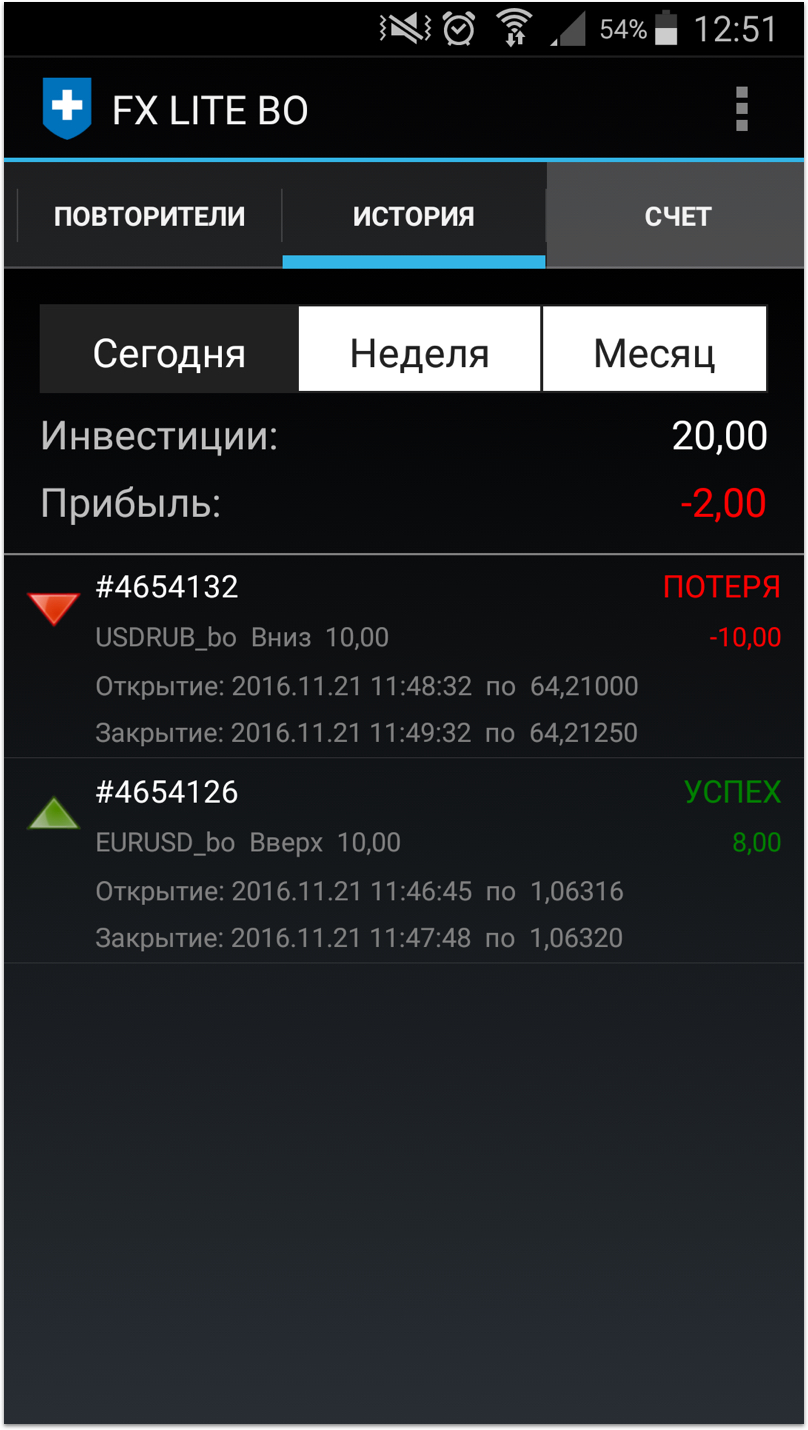 54% 12:51
FX LITE BO
ПОВТОРИТЕЛИ ИСТОРИЯ СЧЕТ
Сегодня Неделя Месяц
Инвестиции: 20,00
Прибыль: -2,00
#4654132 ПОТЕРЯ
USDRUB_bo Вниз 10,00 -10,00
Открытие: 2016.11.21 11:48:32 по 64,21000
Закрытие: 2016.11.21 11:49:32 по 64,21250
#4654126 УСПЕХ
EURUSD_bo Вверх 10,00 8,00
Открытие: 2016.11.21 11:46:45 по 1,06316
Закрытие: 2016.11.21 11:47:48 по 1,06320